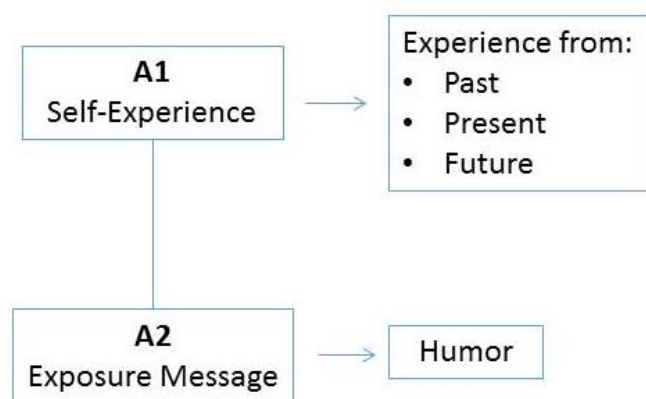 A1
Self-Experience
Experience from:
• Past
• Present
• Future
A2
Exposure Message
Humor